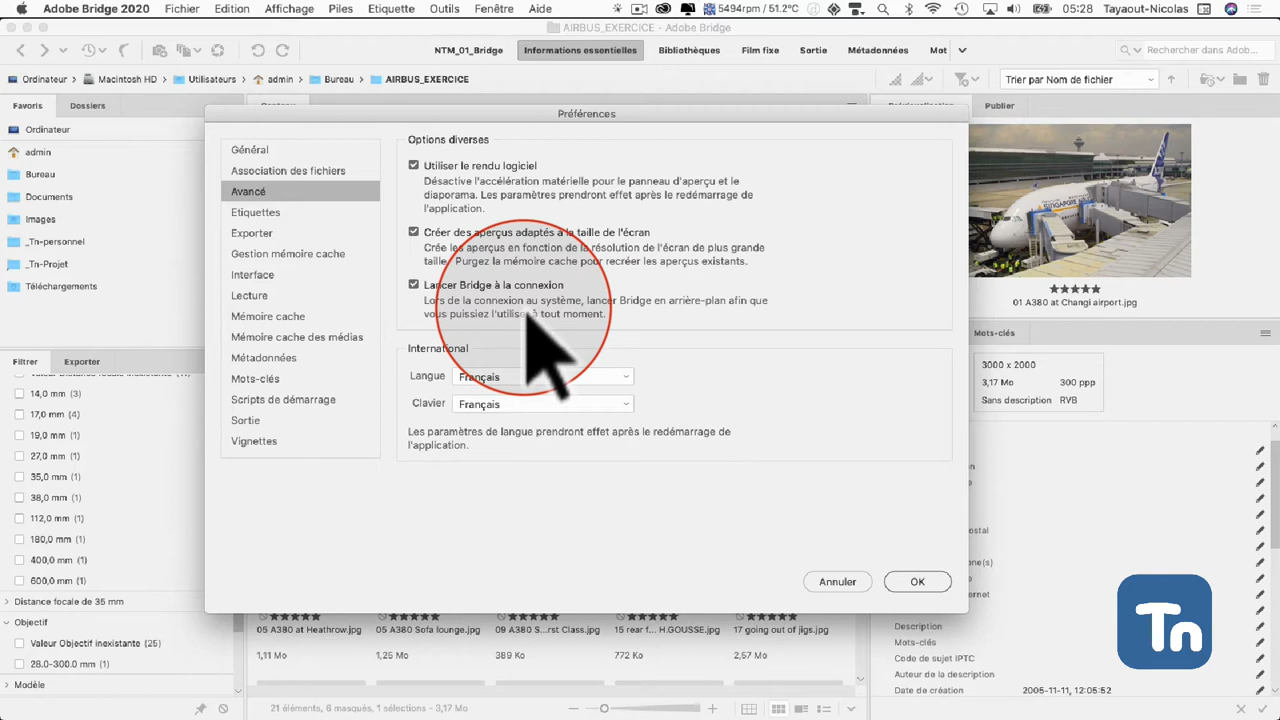 Adobe Bridge 2020 Fichier Edition Affichage Piles Etiquette Outils Fenêtre Aide 5494rpm / 51.2°C 05:28 Tayaout-Nicolas
AIRBUS_EXERCICE - Adobe Bridge
NTM_01_Bridge Informations essentielles Bibliothèques Film fixe Sortie Métadonnées Mot Rechercher dans Adob...
Ordinateur Macintosh HD Utilisateurs admin Bureau AIRBUS_EXERCICE Trier par Nom de fichier
Favoris Dossiers Publier
Ordinateur
admin
Bureau
Documents
Images
_Tn-personnel
_Tn-Projet
Téléchargements
Filtrer Exporter
14,0 mm (3)
17,0 mm (4)
19,0 mm (1)
27,0 mm (1)
35,0 mm (1)
38,0 mm (1)
112,0 mm (1)
180,0 mm (1)
400,0 mm (1)
600,0 mm (1)
Distance focale de 35 mm
Objectif
Valeur Objectif inexistante (25)
28.0-300.0 mm (1)
Modèle
Préférences
Général
Association des fichiers
Avancé
Etiquettes
Exporter
Gestion mémoire cache
Interface
Lecture
Mémoire cache
Mémoire cache des médias
Métadonnées
Mots-clés
Scripts de démarrage
Sortie
Vignettes
Options diverses
Utiliser le rendu logiciel
Désactive l'accélération matérielle pour le panneau d'aperçu et le
diaporama. Les paramètres prendront effet après le redémarrage de
l'application.
Créer des aperçus adaptés à la taille de l'écran
Crée les aperçus en fonction de la résolution de l'écran de plus grande
taille. Purgez la mémoire cache pour recréer les aperçus existants.
Lancer Bridge à la connexion
Lors de la connexion au système, lancer Bridge en arrière-plan afin que
vous puissiez l'utiliser à tout moment.
International
Langue Français
Clavier Français
Les paramètres de langue prendront effet après le redémarrage de
l'application.
Annuler OK
SINGAPORE
01 A380 at Changi airport.jpg
Mots-clés
3000 x 2000
3,17 Mo 300 ppp
Sans description RVB
Description
Mots-clés
Code de sujet IPTC
Auteur de la description
Date de création 2005-11-11, 12:05:52
05 A380 at Heathrow.jpg 05 A380 Sofa lounge.jpg 09 A380 S...rst Class.jpg 15 rear f... H.GOUSSE.jpg 17 going out of jigs.jpg
1,11 Mo 1,25 Mo 389 Ko 772 Ko 2,57 Mo
21 éléments, 6 masqués, 1 sélections - 3,17 Mo
Tn